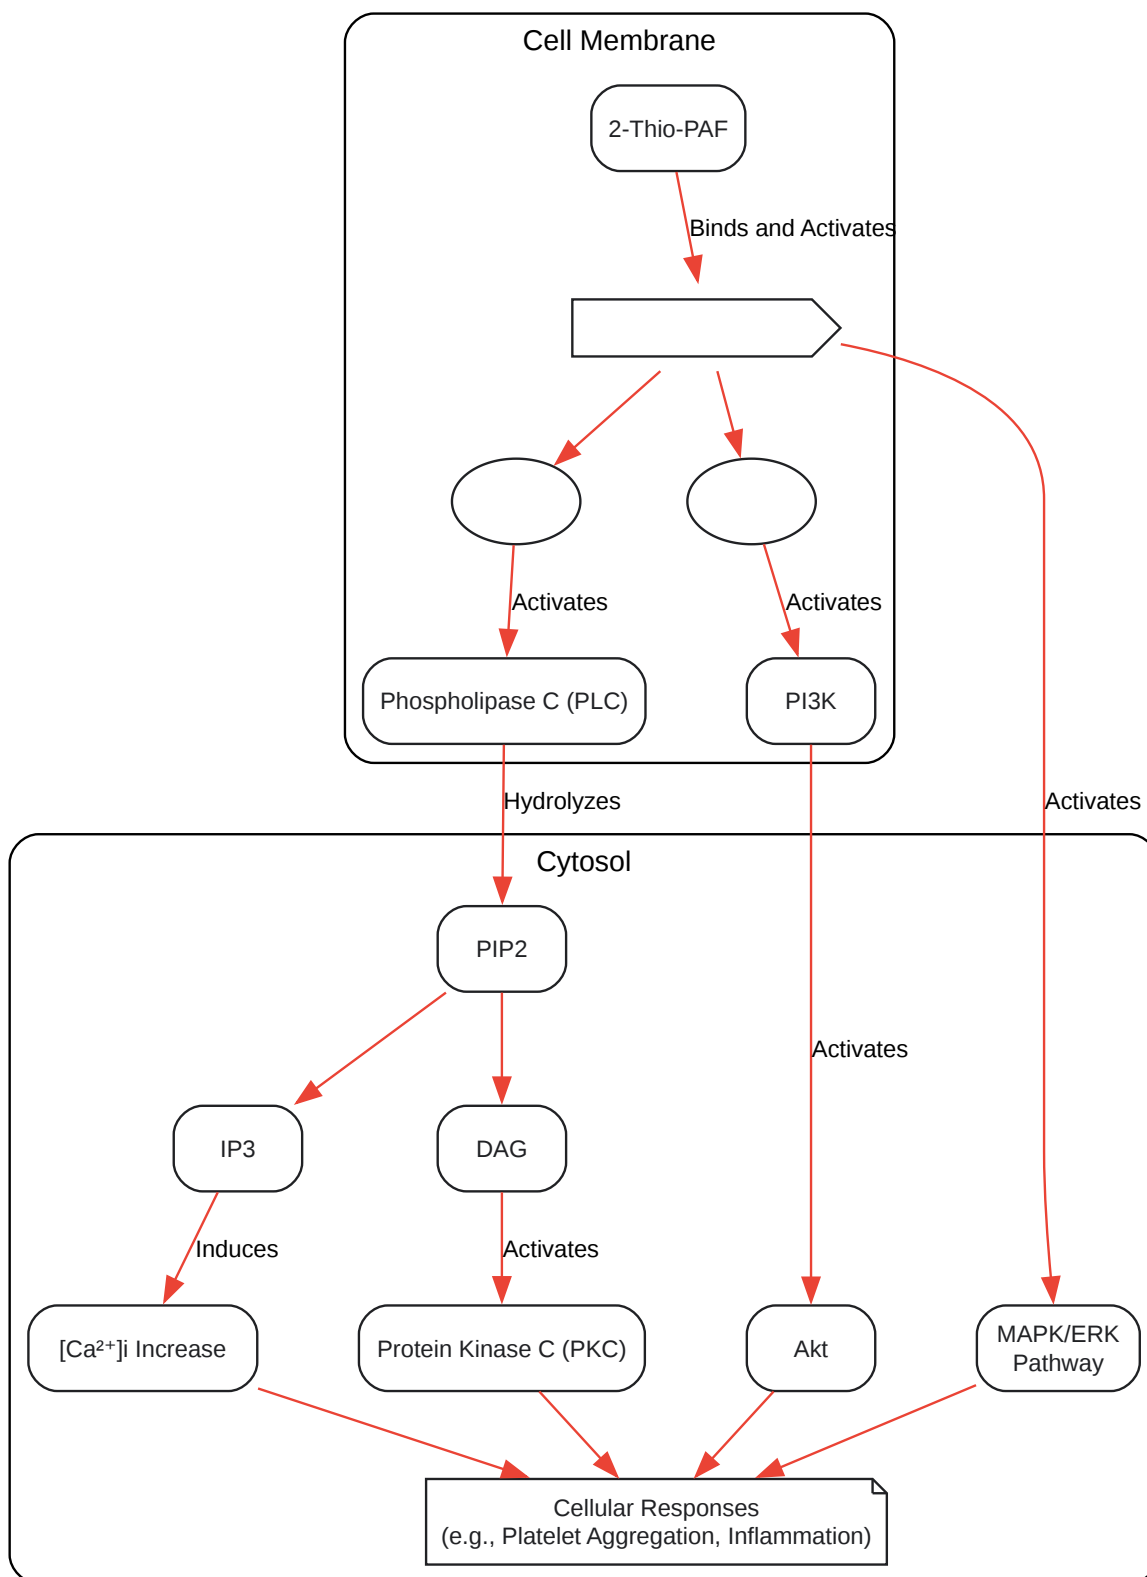 Cell Membrane
2-Thio-PAF
Binds and Activates
Activates
Activates
Phospholipase C (PLC)
PI3K
Hydrolyzes
Activates
Cytosol
PIP2
Activates
IP3
DAG
Induces
Activates
[Ca²⁺]i Increase
Protein Kinase C (PKC)
Akt
MAPK/ERK
Pathway
Cellular Responses
(e.g., Platelet Aggregation, Inflammation)